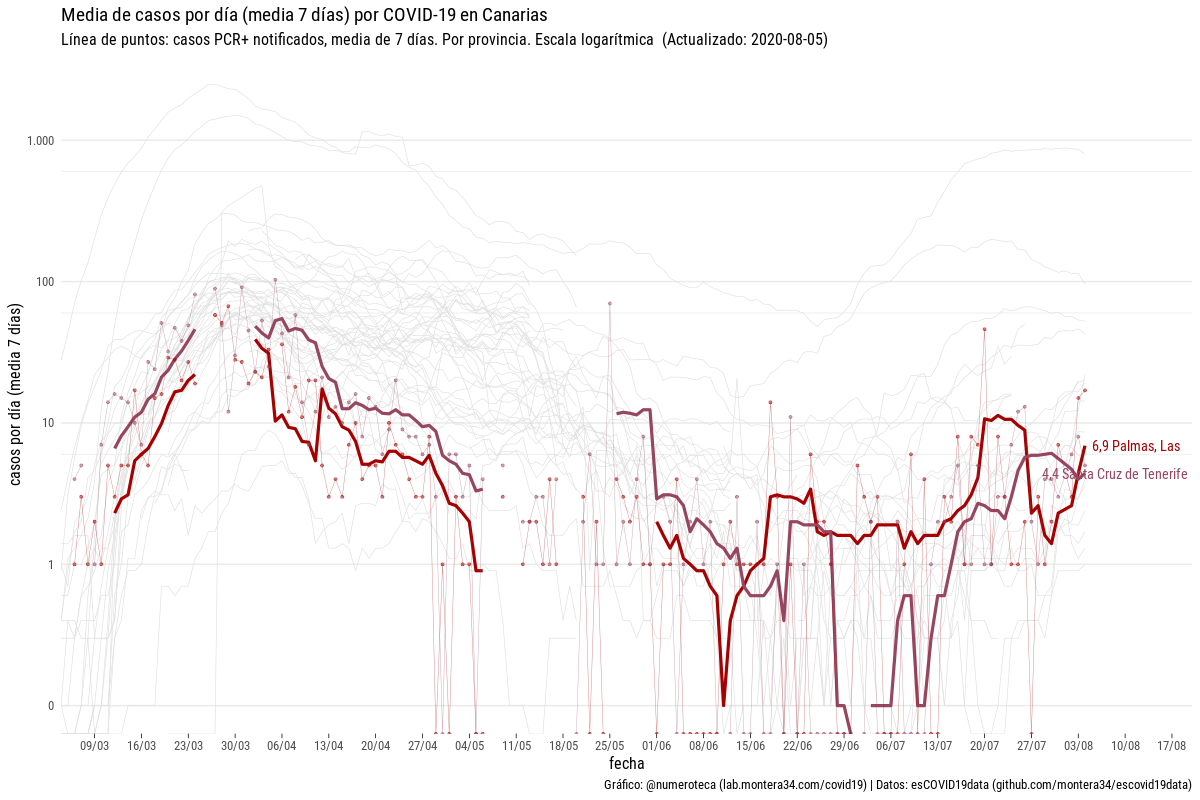 Media de casos por día (media 7 días) por COVID-19 en Canarias
Línea de puntos: casos PCR+ notificados, media de 7 días. Por provincia. Escala logarítmica (Actualizado: 2020-08-05)
casos por día (media 7 días)
1.000
100
10
1
0
6,9 Palmas, Las
4,4 Santa Cruz de Tenerife
09/03 16/03 23/03 30/03 06/04 13/04 20/04 27/04 04/05 11/05 18/05 25/05 01/06 08/06 15/06 22/06 29/06 06/07 13/07 20/07 27/07 03/08 10/08 17/08
fecha
Gráfico: @numeroteca (lab.montera34.com/covid19) | Datos: esCOVID19data (github.com/montera34/escovid19data)